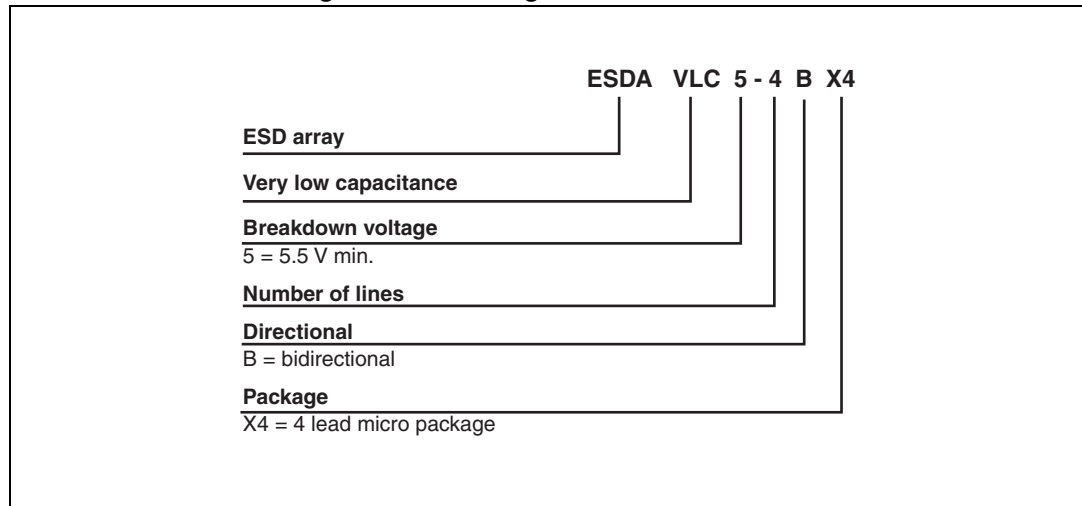 ESDA VLC 5 - 4 B X4
ESD array
Very low capacitance
Breakdown voltage
5 = 5.5 V min.
Number of lines
Directional
B = bidirectional
Package
X4 = 4 lead micro package